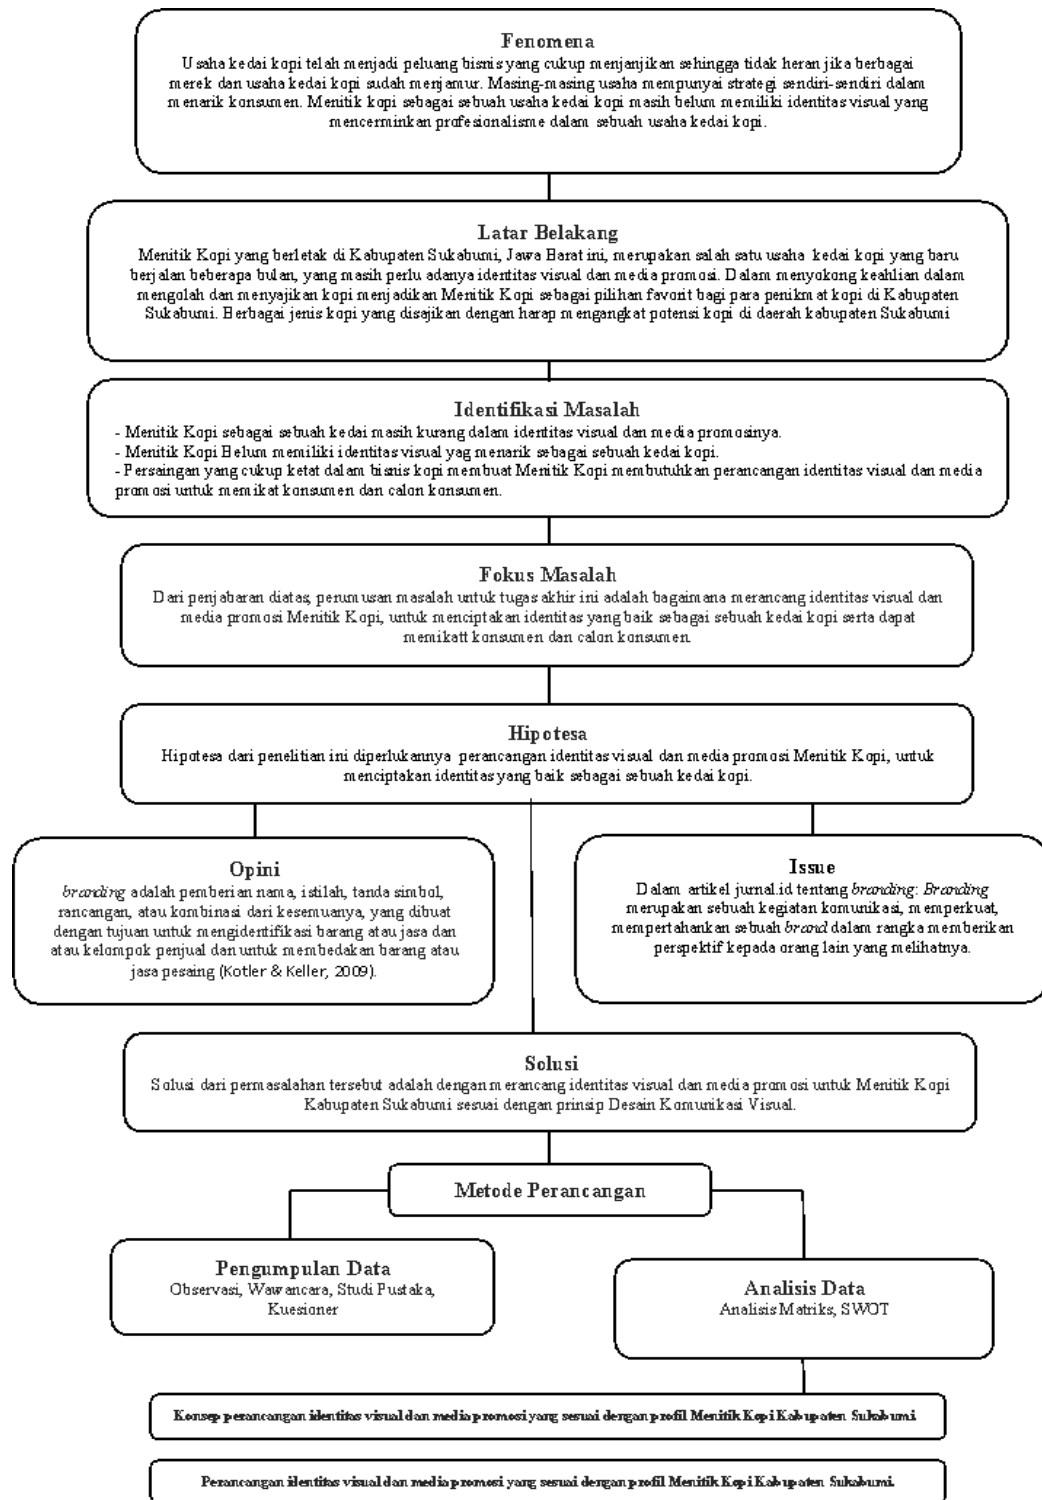 Fenomena
Usaha kedai kopi telah menjadi peluang bisnis yang cukup menjanjikan sehingga tidak heran jika berbagai
merek dan usaha kedai kopi sudah menjamur. Masing-masing usaha mempunyai strategi sendiri-sendiri dalam
menarik konsumen. Menitik kopi sebagai sebuah usaha kedai kopi masih belum memiliki identitas visual yang
mencerminkan profesionalisme dalam sebuah usaha kedai kopi.
Latar Belakang
Menitik Kopi yang berletak di Kabupaten Sukabumi, Jawa Barat ini, merupakan salah satu usaha kedai kopi yang baru
berjalan beberapa bulan, yang masih perlu adanya identitas visual dan media promosi. Dalam menyokong keahlian dalam
mengolah dan menyajikan kopi menjadikan Menitik Kopi sebagai pilihan favorit bagi para penikmat kopi di Kabupaten
Sukabumi. Berbagai jenis kopi yang disajikan dengan harap mengangkat potensi kopi di daerah kabupaten Sukabumi
Identifikasi Masalah
- Menitik Kopi sebagai sebuah kedai masih kurang dalam identitas visual dan media promosinya.
- Menitik Kopi Belum memiliki identitas visual yag menarik sebagai sebuah kedai kopi.
- Persaingan yang cukup ketat dalam bisnis kopi membuat Menitik Kopi membutuhkan perancangan identitas visual dan media
promosi untuk memikat konsumen dan calon konsumen.
Fokus Masalah
Dari penjabaran diatas, perumusan masalah untuk tugas akhir ini adalah bagaimana merancang identitas visual dan
media promosi Menitik Kopi, untuk menciptakan identitas yang baik sebagai sebuah kedai kopi serta dapat
memikatt konsumen dan calon konsumen.
Hipotesa
Hipotesa dari penelitian ini diperlukannya perancangan identitas visual dan media promosi Menitik Kopi, untuk
menciptakan identitas yang baik sebagai sebuah kedai kopi.
Opini
branding adalah pemberian nama, istilah, tanda simbol,
rancangan, atau kombinasi dari kesemuanya, yang dibuat
dengan tujuan untuk mengidentifikasi barang atau jasa dan
atau kelompok penjual dan untuk membedakan barang atau
jasa pesaing (Kotler & Keller, 2009).
Issue
Dalam artikel jurnal.id tentang branding: Branding
merupakan sebuah kegiatan komunikasi, memperkuat,
mempertahankan sebuah brand dalam rangka memberikan
perspektif kepada orang lain yang melihatnya.
Solusi
Solusi dari permasalahan tersebut adalah dengan merancang identitas visual dan media promosi untuk Menitik Kopi
Kabupaten Sukabumi sesuai dengan prinsip Desain Komunikasi Visual.
Metode Perancangan
Pengumpulan Data
Observasi, Wawancara, Studi Pustaka,
Kuesioner
Analisis Data
Analisis Matriks, SWOT
Konsep perancangan identitas visual dan media promosi yang sesuai dengan profil Menitik Kopi Kabupaten Sukabumi.
Perancangan identitas visual dan media promosi yang sesuai dengan profil Menitik Kopi Kabupaten Sukabumi.